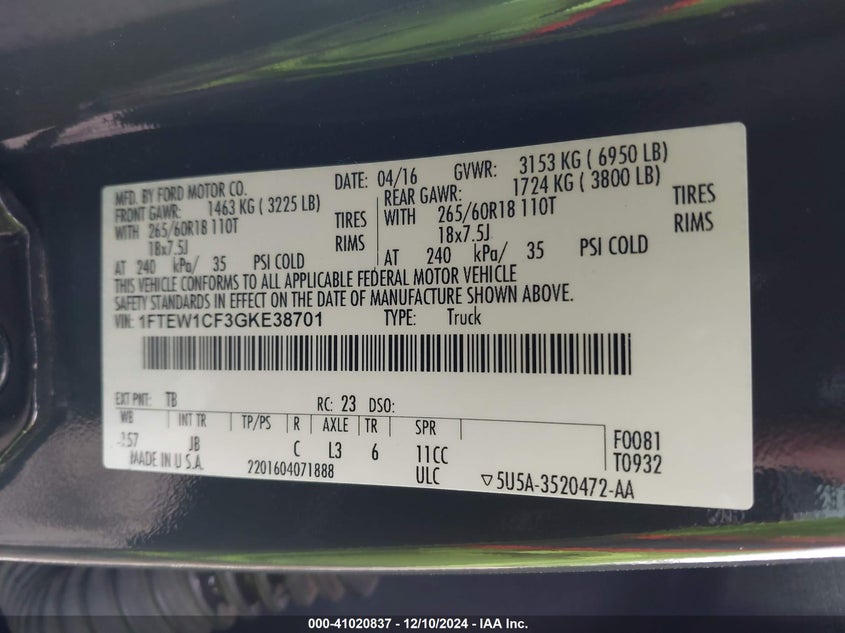 MFD. BY FORD MOTOR CO. DATE: 04/16 GVWR: 3153 KG ( 6950 LB)
FRONT GAWR: 1463 KG ( 3225 LB) REAR GAWR: 1724 KG ( 3800 LB)
WITH 265/60R18 110T TIRES WITH 265/60R18 110T TIRES
18x7.5J RIMS 18x7.5J RIMS
AT 240 kPa/ 35 PSI COLD AT 240 kPa/ 35 PSI COLD
THIS VEHICLE CONFORMS TO ALL APPLICABLE FEDERAL MOTOR VEHICLE
SAFETY STANDARDS IN EFFECT ON THE DATE OF MANUFACTURE SHOWN ABOVE.
VIN: 1FTEW1CF3GKE38701 TYPE: Truck
EXT PNT: TB RC: 23 DSO:
WB INT TR TP/PS R AXLE TR SPR
57 JB C L3 6 11CC F0081
MADE IN U.S.A. 2201604071888 ULC T0932
▽5U5A-3520472-AA
000-41020837 - 12/10/2024 - IAA Inc.